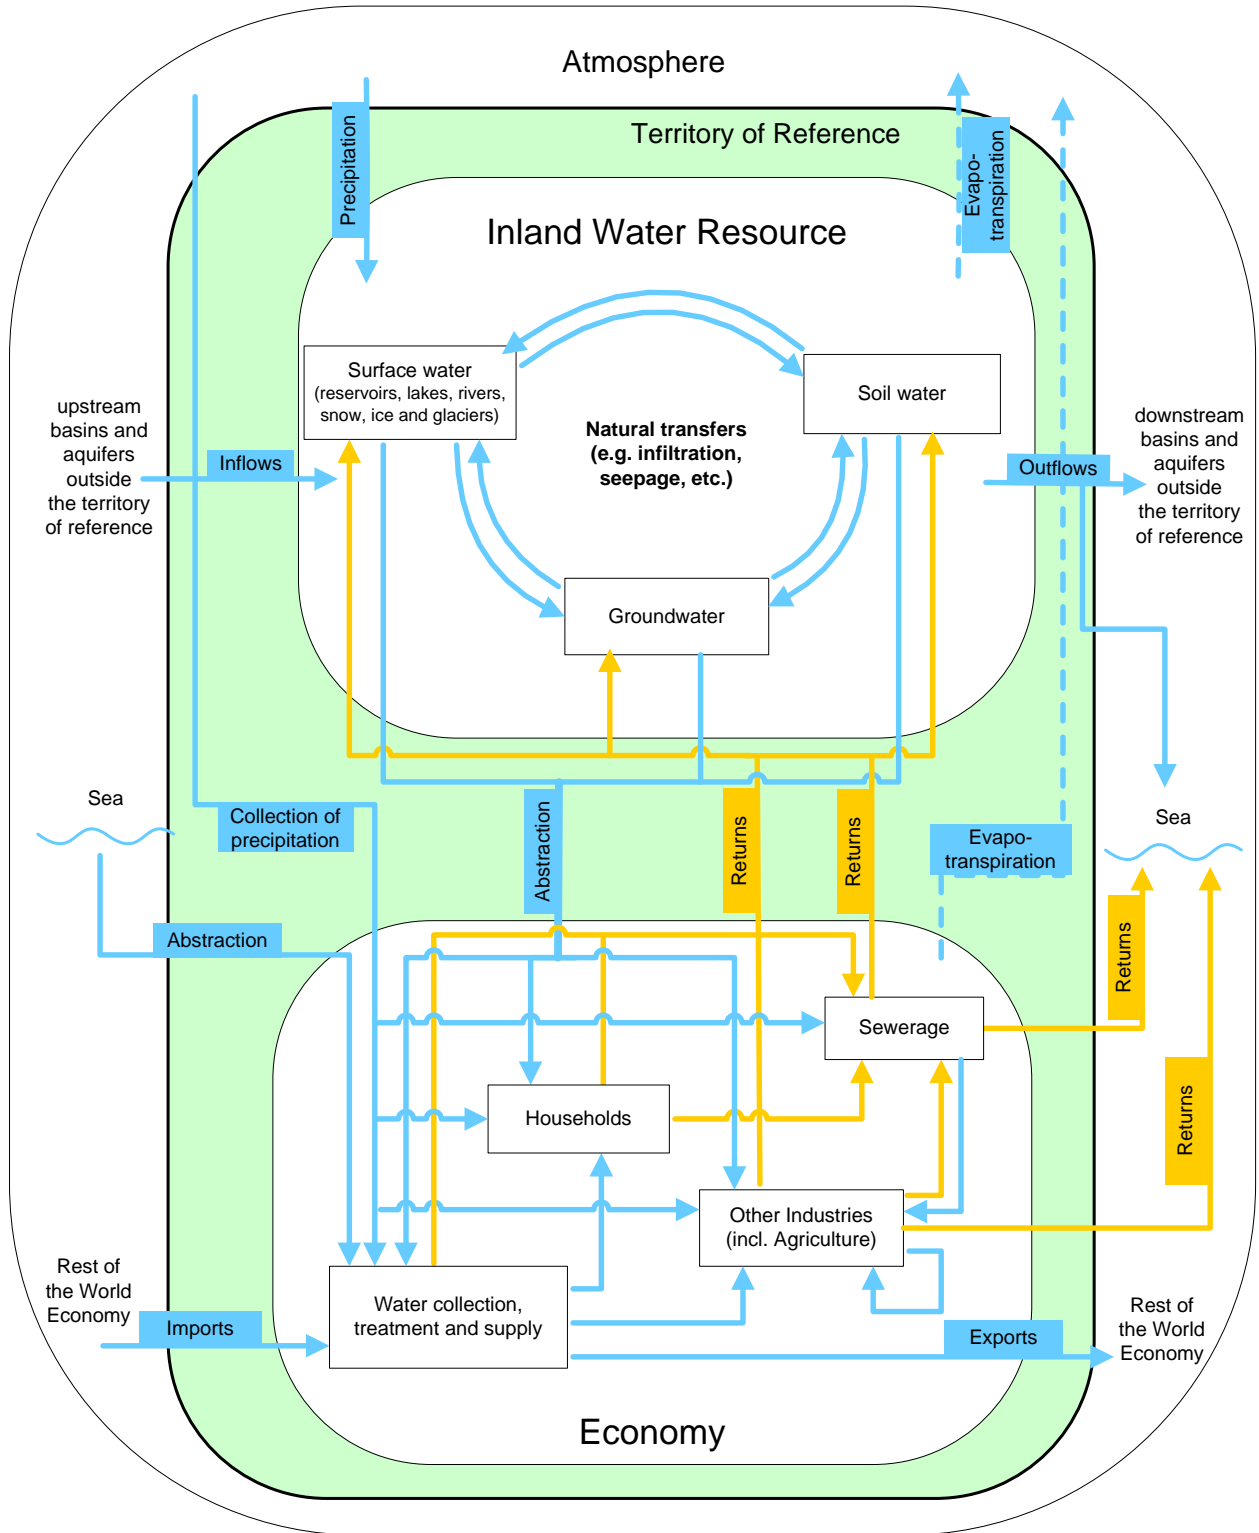 Atmosphere
Territory of Reference
Precipitation
Evapo-
transpiration
Inland Water Resource
Surface water
(reservoirs, lakes, rivers,
snow, ice and glaciers)
Soil water
Natural transfers
(e.g. infiltration,
seepage, etc.)
upstream
basins and
aquifers
outside
the territory
of reference
Inflows
Outflows
downstream
basins and
aquifers
outside
the territory
of reference
Groundwater
Sea
Collection of
precipitation
Abstraction
Returns
Returns
Evapo-
transpiration
Sea
Abstraction
Returns
Sewerage
Households
Returns
Other Industries
(incl. Agriculture)
Rest of
the World
Economy
Imports
Water collection,
treatment and supply
Exports
Rest of
the World
Economy
Economy